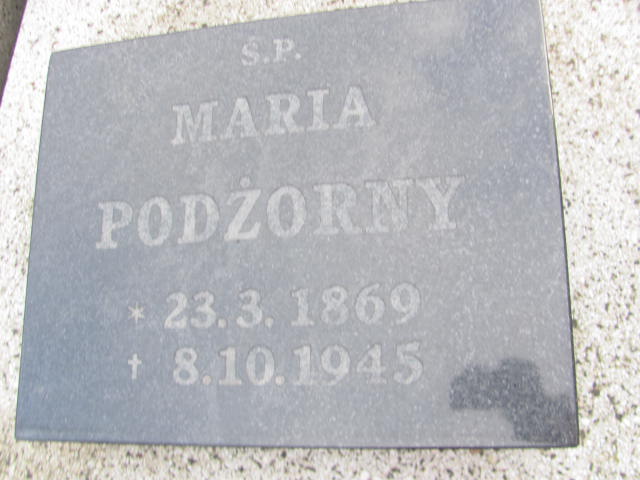 Ś.P.
MARIA
PODŻORNY
* 23.3.1869
† 8.10.1945